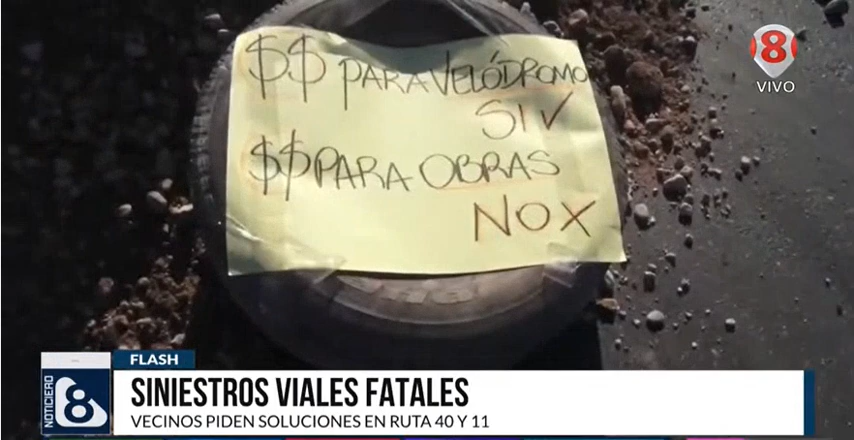 $$ PARA VELÓDROMO
SI ✓
$$ PARA OBRAS
NO X
8
VIVO
FLASH
NOTICIERO
8
SINIESTROS VIALES FATALES
VECINOS PIDEN SOLUCIONES EN RUTA 40 Y 11